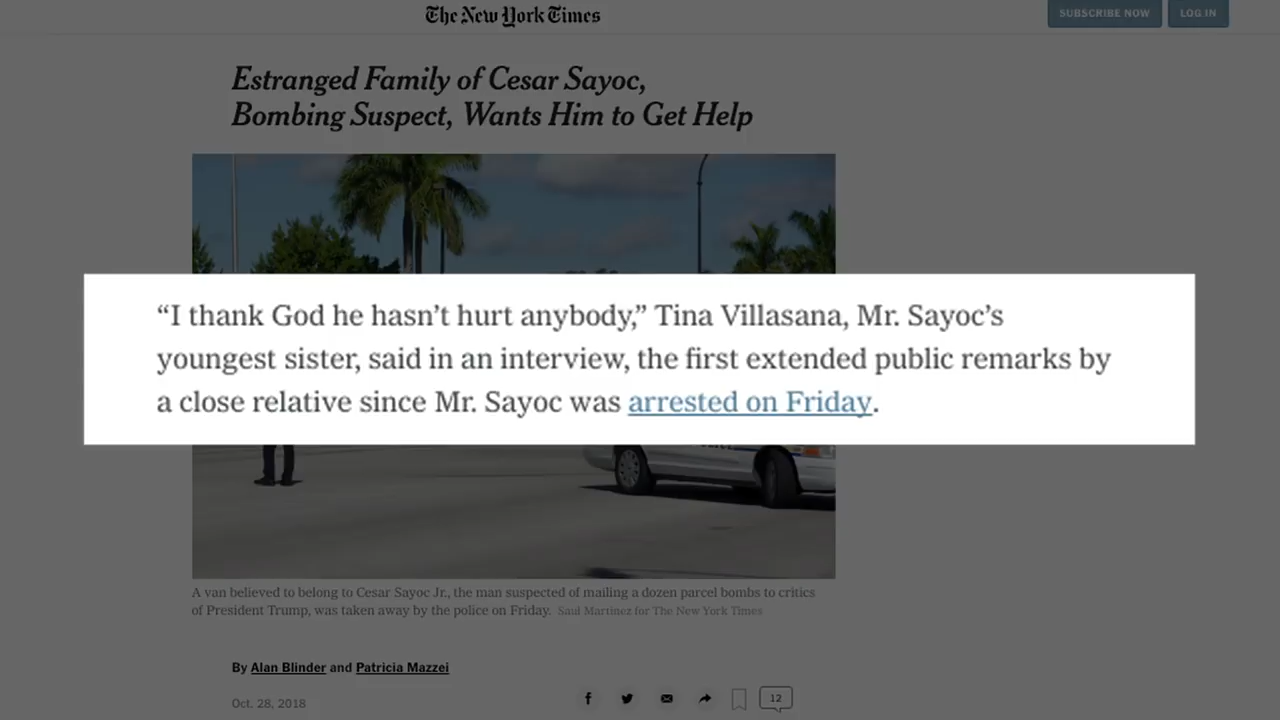 The New York Times
SUBSCRIBE NOW
LOG IN
Estranged Family of Cesar Sayoc,
Bombing Suspect, Wants Him to Get Help
“I thank God he hasn’t hurt anybody,” Tina Villasana, Mr. Sayoc’s
youngest sister, said in an interview, the first extended public remarks by
a close relative since Mr. Sayoc was arrested on Friday.
A van believed to belong to Cesar Sayoc Jr., the man suspected of mailing a dozen parcel bombs to critics
of President Trump, was taken away by the police on Friday. Saul Martinez for The New York Times
By Alan Blinder and Patricia Mazzei
Oct. 28, 2018
12